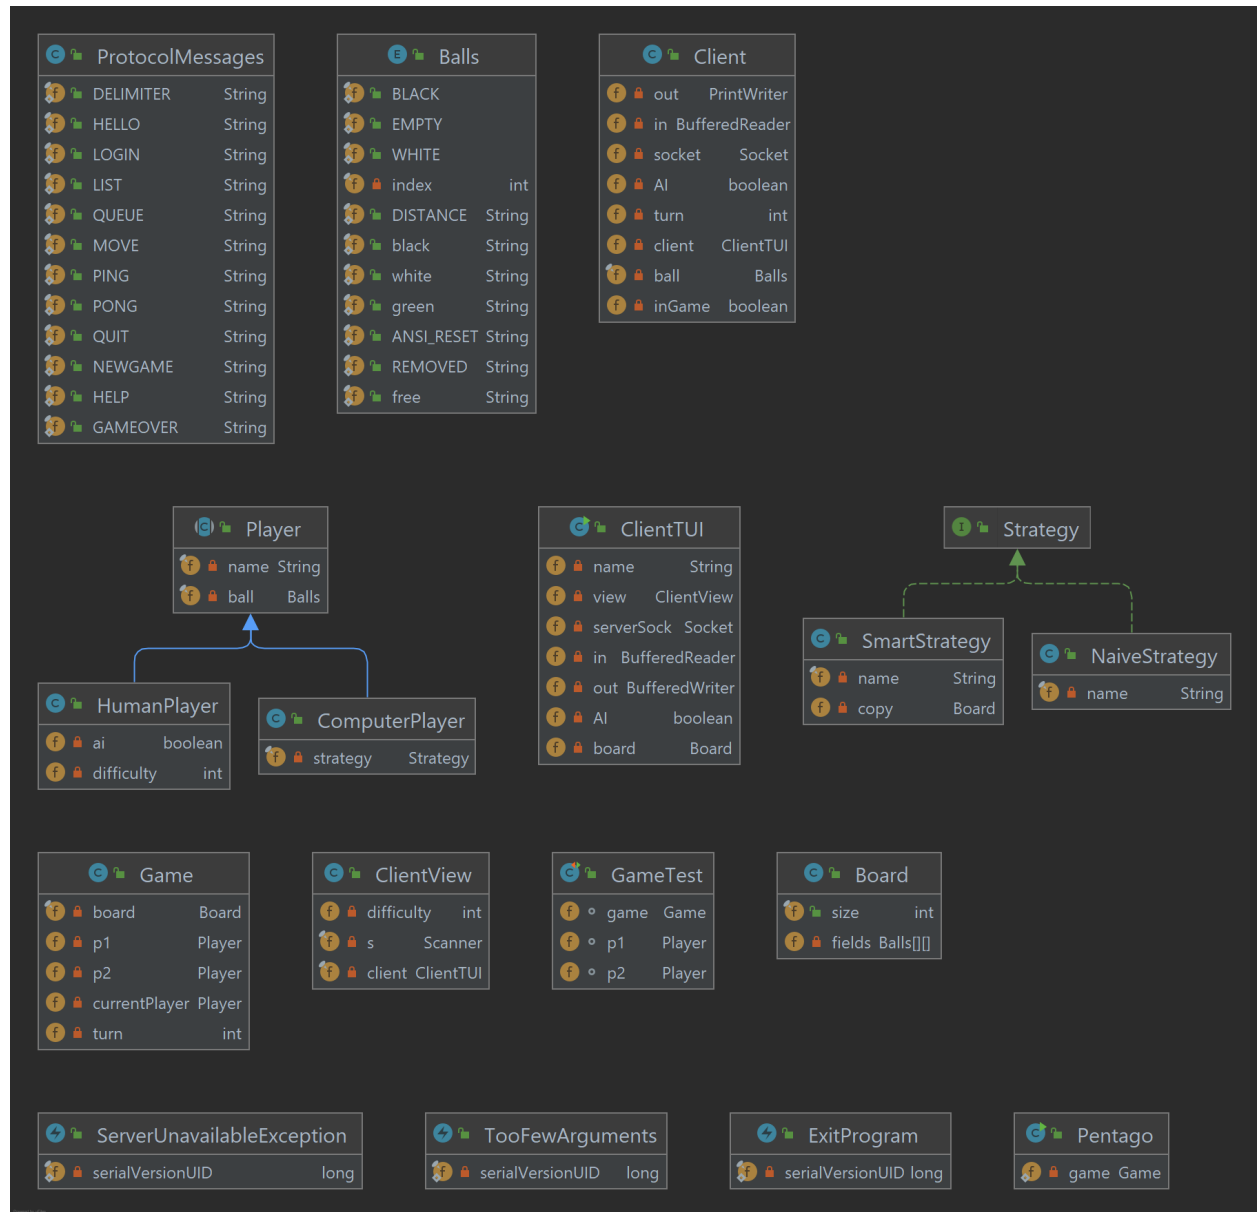 ProtocolMessages
DELIMITER String
HELLO String
LOGIN String
LIST String
QUEUE String
MOVE String
PING String
PONG String
QUIT String
NEWGAME String
HELP String
GAMEOVER String
Balls
BLACK
EMPTY
WHITE
index int
DISTANCE String
black String
white String
green String
ANSI_RESET String
REMOVED String
free String
Client
out PrintWriter
in BufferedReader
socket Socket
AI boolean
turn int
client ClientTUI
ball Balls
inGame boolean
Player
name String
ball Balls
HumanPlayer
ai boolean
difficulty int
ComputerPlayer
strategy Strategy
ClientTUI
name String
view ClientView
serverSock Socket
in BufferedReader
out BufferedWriter
AI boolean
board Board
Strategy
SmartStrategy
name String
copy Board
NaiveStrategy
name String
Game
board Board
p1 Player
p2 Player
currentPlayer Player
turn int
ClientView
difficulty int
s Scanner
client ClientTUI
GameTest
game Game
p1 Player
p2 Player
Board
size int
fields Balls[][]
ServerUnavailableException
serialVersionUID long
TooFewArguments
serialVersionUID long
ExitProgram
serialVersionUID long
Pentago
game Game